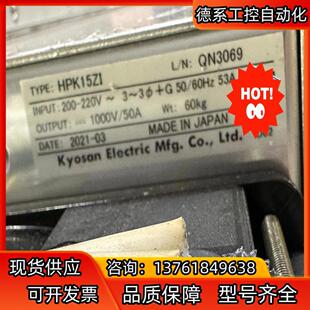 德系工控自动化
L/N: QN3069
TYPE: HPK15ZI
INPUT: 200-220V~ 3~3φ+G 50/60Hz 53A
OUTPUT: 1000V/50A Wt: 60kg
DATE: 2021-03 MADE IN JAPAN
Kyosan Electric Mfg. Co., Ltd.
HOT!
现货供应 咨询: 13761849638
可开发票 品质保障 型号齐全